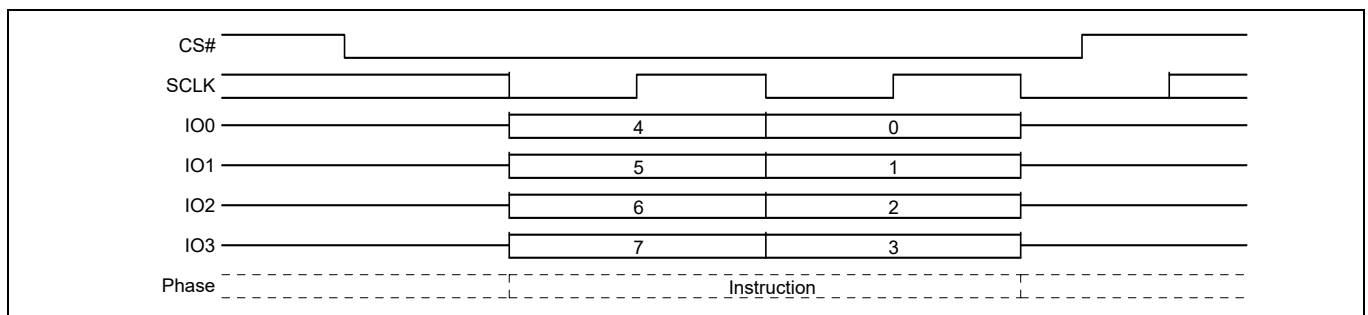 CS#
SCLK
IO0 4 0
IO1 5 1
IO2 6 2
IO3 7 3
Phase Instruction